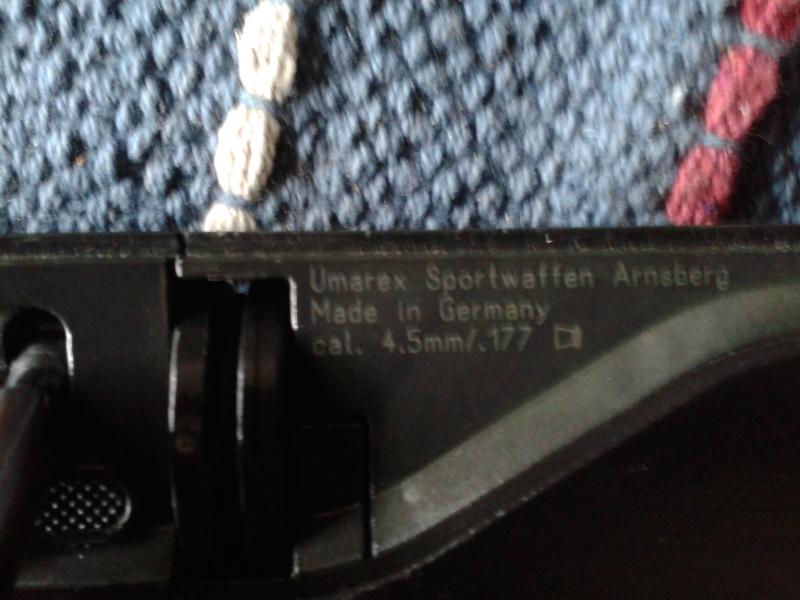 Umarex Sportwaffen Arnsberg
Made in Germany
cal. 4.5mm/.177